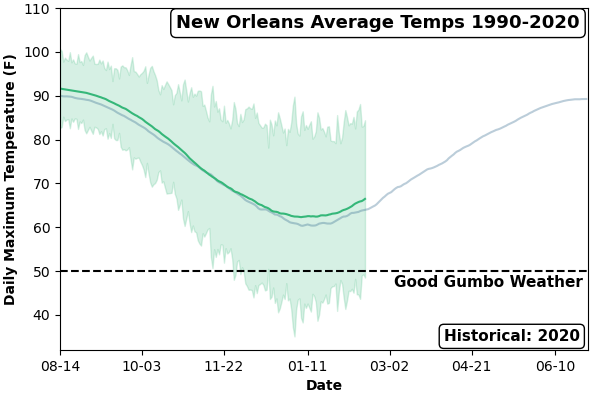 New Orleans Average Temps 1990-2020
Daily Maximum Temperature (F)
110
100
90
80
70
60
50
40
Good Gumbo Weather
Historical: 2020
08-14 10-03 11-22 01-11 03-02 04-21 06-10
Date